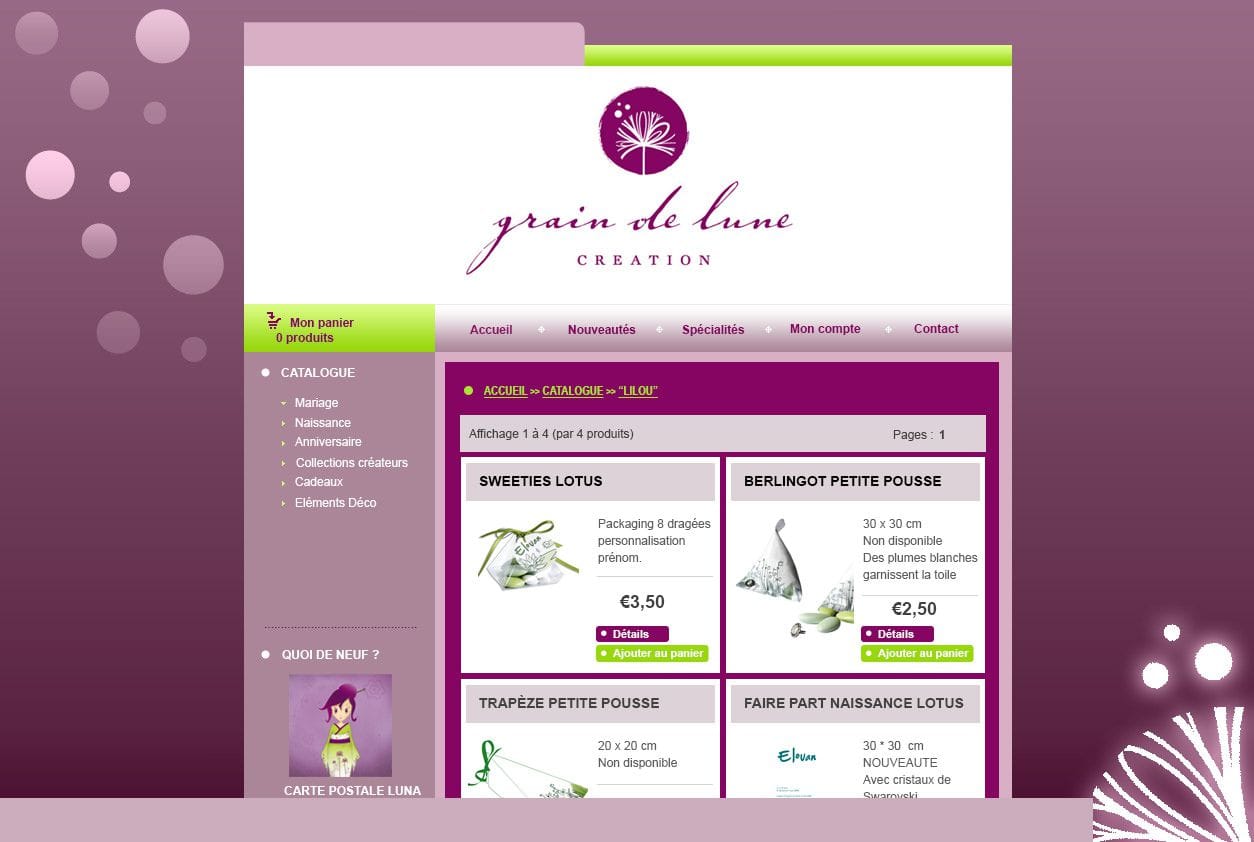 grain de lune
CREATION
Mon panier
0 produits
Accueil
Nouveautés
Spécialités
Mon compte
Contact
CATALOGUE
Mariage
Naissance
Anniversaire
Collections créateurs
Cadeaux
Eléments Déco
QUOI DE NEUF ?
CARTE POSTALE LUNA
ACCUEIL >> CATALOGUE >> “LILOU”
Affichage 1 à 4 (par 4 produits)
Pages : 1
SWEETIES LOTUS
Elouan
Packaging 8 dragées
personnalisation
prénom.
€3,50
Détails
Ajouter au panier
BERLINGOT PETITE POUSSE
30 x 30 cm
Non disponible
Des plumes blanches
garnissent la toile
€2,50
Détails
Ajouter au panier
TRAPÈZE PETITE POUSSE
20 x 20 cm
Non disponible
FAIRE PART NAISSANCE LOTUS
Elouan
30 * 30 cm
NOUVEAUTE
Avec cristaux de
Swarovski